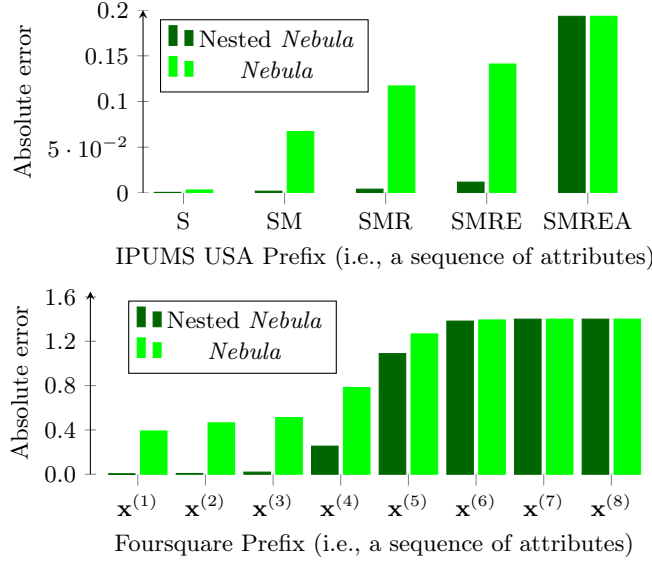 Absolute error
0.2
0.1
5 · 10⁻²
0
Nested Nebula
Nebula
S SM SMR SMRE SMREA
IPUMS USA Prefix (i.e., a sequence of attributes)
Absolute error
1.6
1.2
0.8
0.4
0.0
Nested Nebula
Nebula
x⁽¹⁾ x⁽²⁾ x⁽³⁾ x⁽⁴⁾ x⁽⁵⁾ x⁽⁶⁾ x⁽⁷⁾ x⁽⁸⁾
Foursquare Prefix (i.e., a sequence of attributes)